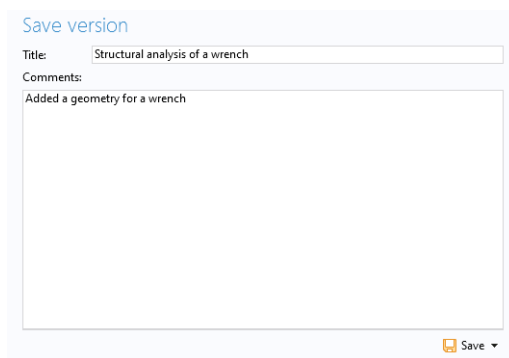 Save version
Title: Structural analysis of a wrench
Comments:
Added a geometry for a wrench
Save